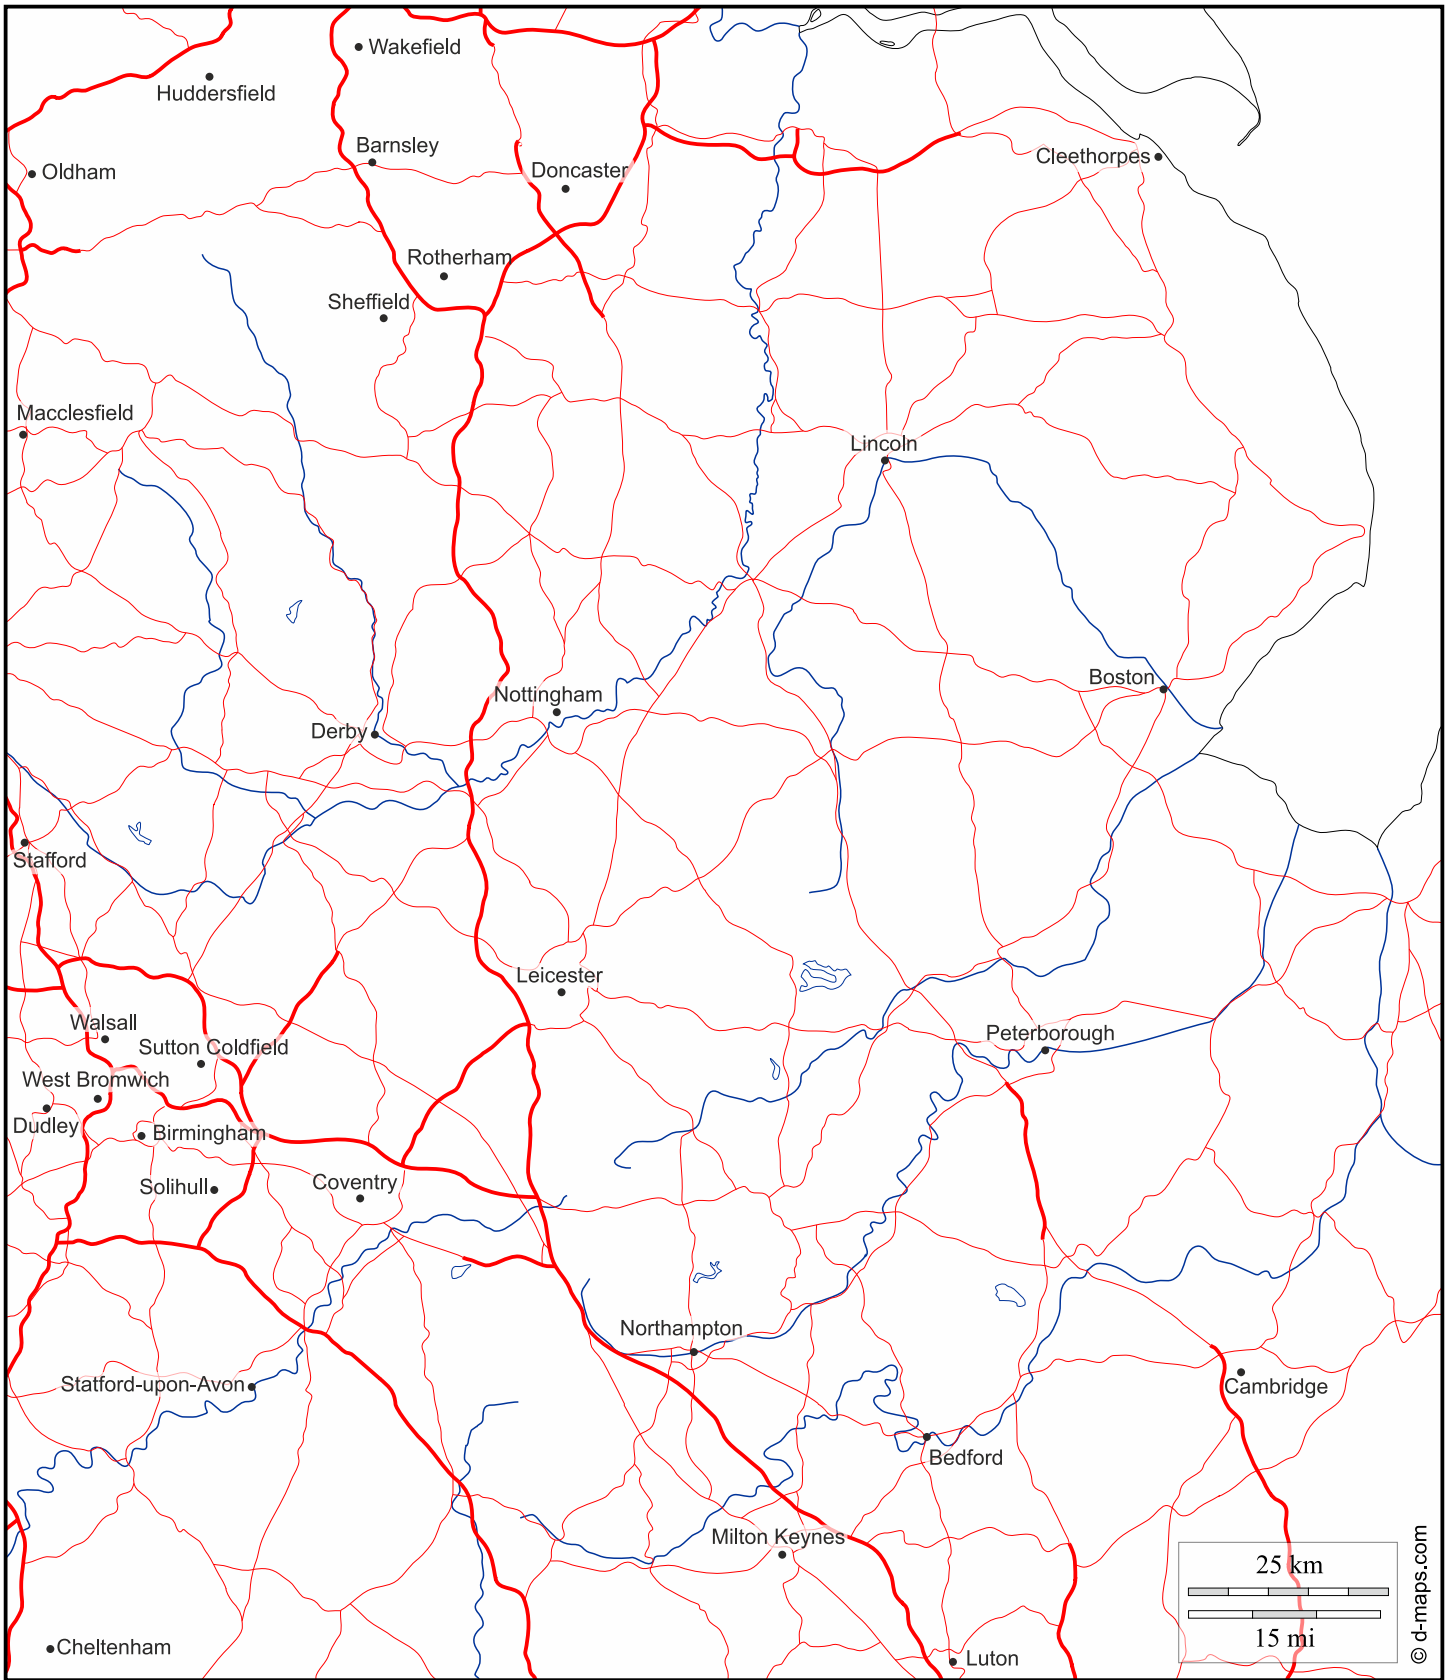 Wakefield
Huddersfield
Barnsley
Cleethorpes
Oldham
Doncaster
Rotherham
Sheffield
Macclesfield
Lincoln
Boston
Nottingham
Derby
Stafford
Leicester
Walsall
Peterborough
Sutton Coldfield
West Bromwich
Dudley
Birmingham
Coventry
Solihull
Northampton
Statford-upon-Avon
Cambridge
Bedford
Milton Keynes
Cheltenham
Luton
25 km
15 mi
© d-maps.com